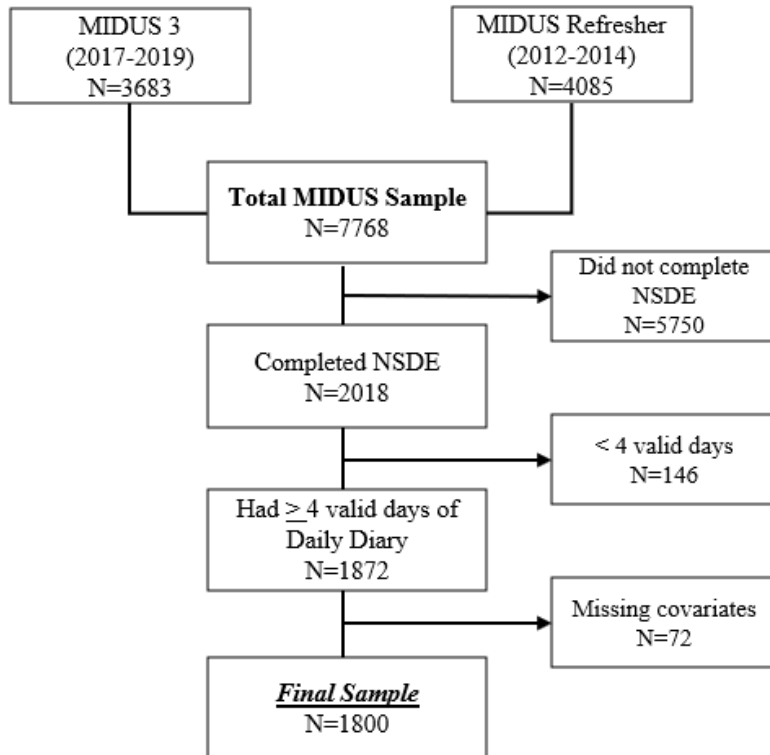 MIDUS 3
(2017-2019)
N=3683
MIDUS Refresher
(2012-2014)
N=4085
Total MIDUS Sample
N=7768
Did not complete
NSDE
N=5750
Completed NSDE
N=2018
< 4 valid days
N=146
Had ≥ 4 valid days of
Daily Diary
N=1872
Missing covariates
N=72
Final Sample
N=1800